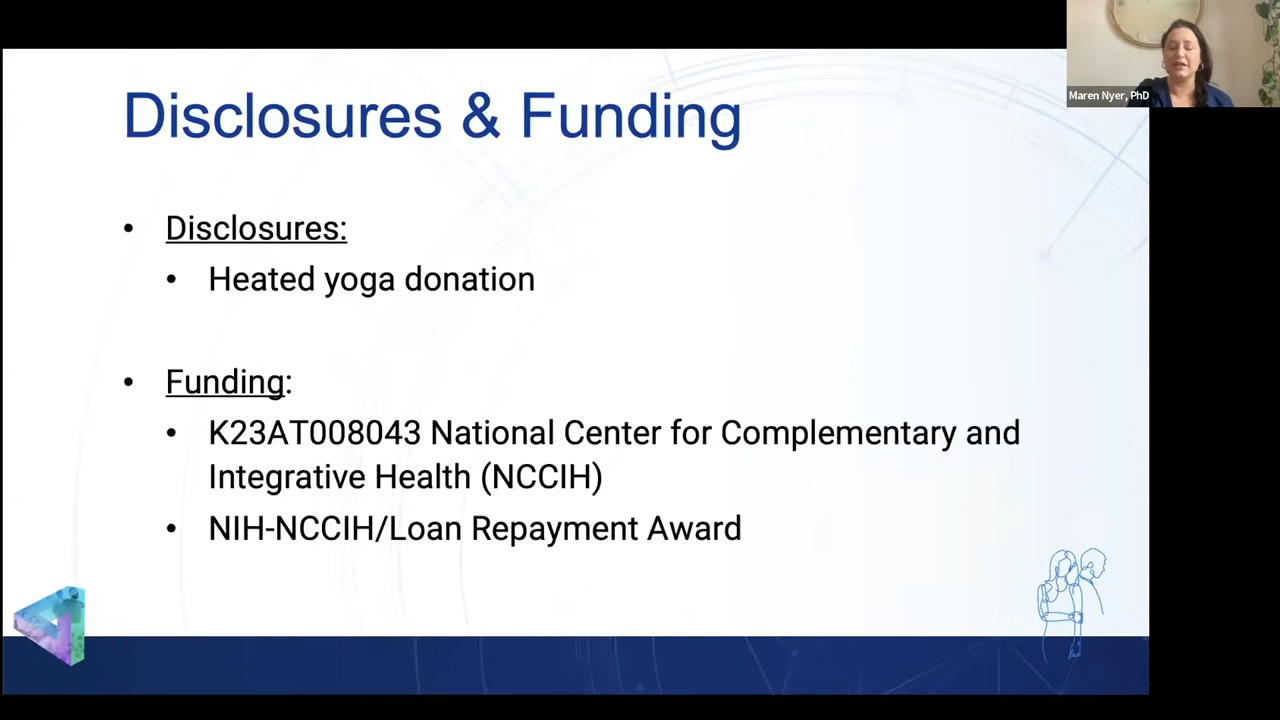 Maren Nyer, PhD
Disclosures & Funding
• Disclosures:
• Heated yoga donation
• Funding:
• K23AT008043 National Center for Complementary and
Integrative Health (NCCIH)
• NIH-NCCIH/Loan Repayment Award